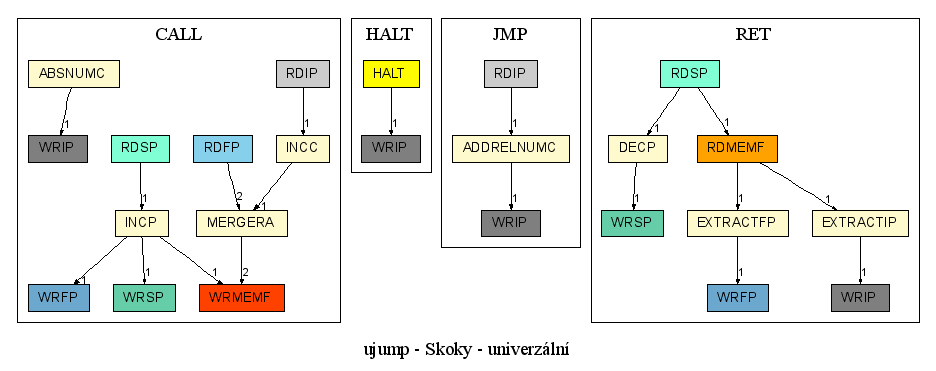 CALL
HALT
JMP
RET
ABSNUMC
RDIP
HALT
RDIP
RDSP
1
1
1
1
1
1
WRIP
RDSP
RDFP
INCC
WRIP
ADDRELNUMC
DECP
RDMEMF
1
2
1
1
1
1
1
INCP
MERGERA
WRIP
WRSP
EXTRACTFP
EXTRACTIP
1
1
1
2
1
1
WRFP
WRSP
WRMEMF
WRFP
WRIP
ujump - Skoky - univerzální